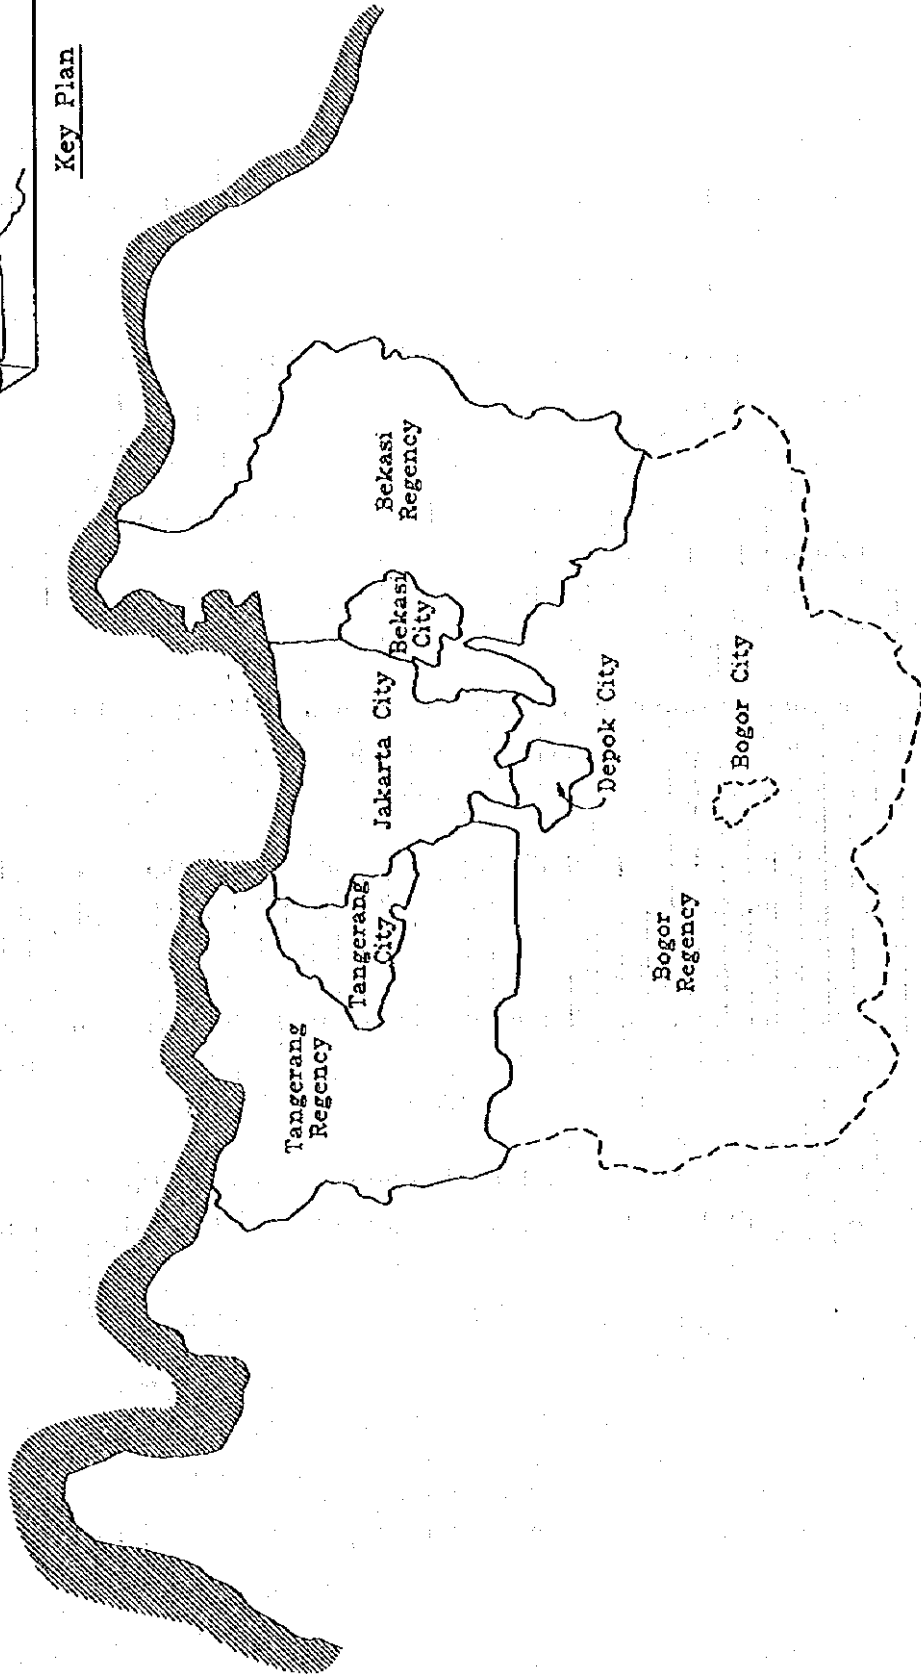 Key Plan
Tangerang
Regency
Tangerang
City
Jakarta City
Bekasi
City
Bekasi
Regency
Depok City
Bogor City
Bogor
Regency